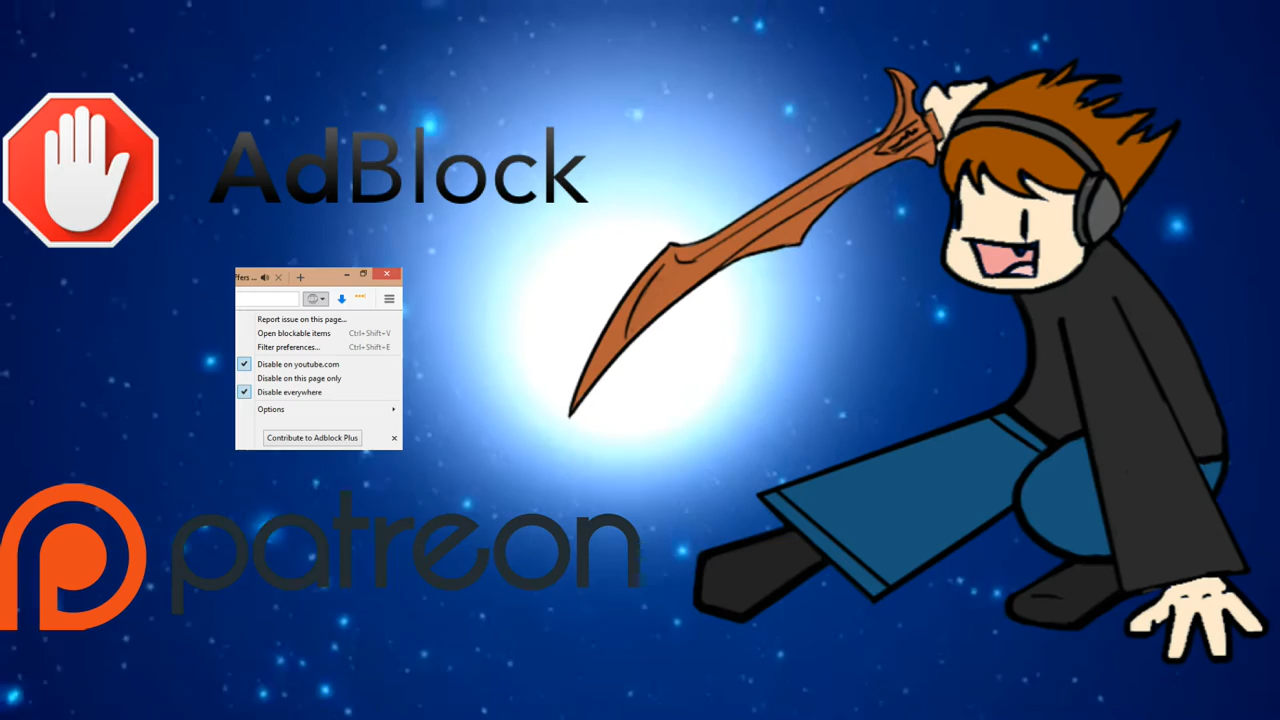 AdBlock
ffers ...
Report issue on this page...
Open blockable items Ctrl+Shift+V
Filter preferences... Ctrl+Shift+E
Disable on youtube.com
Disable on this page only
Disable everywhere
Options
Contribute to Adblock Plus
patreon